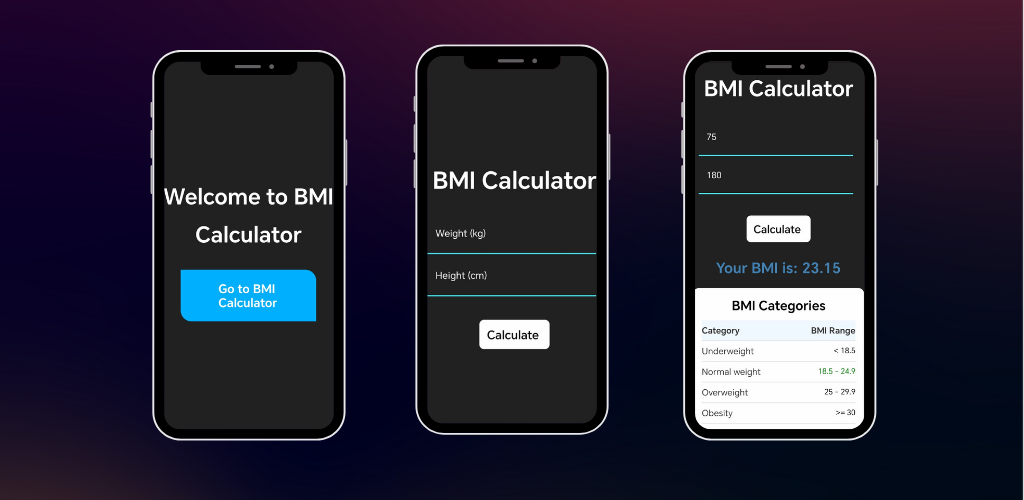 Welcome to BMI
Calculator
Go to BMI
Calculator
BMI Calculator
Weight (kg)
Height (cm)
Calculate
BMI Calculator
75
180
Calculate
Your BMI is: 23.15
BMI Categories
Category BMI Range
Underweight < 18.5
Normal weight 18.5 - 24.9
Overweight 25 - 29.9
Obesity >= 30